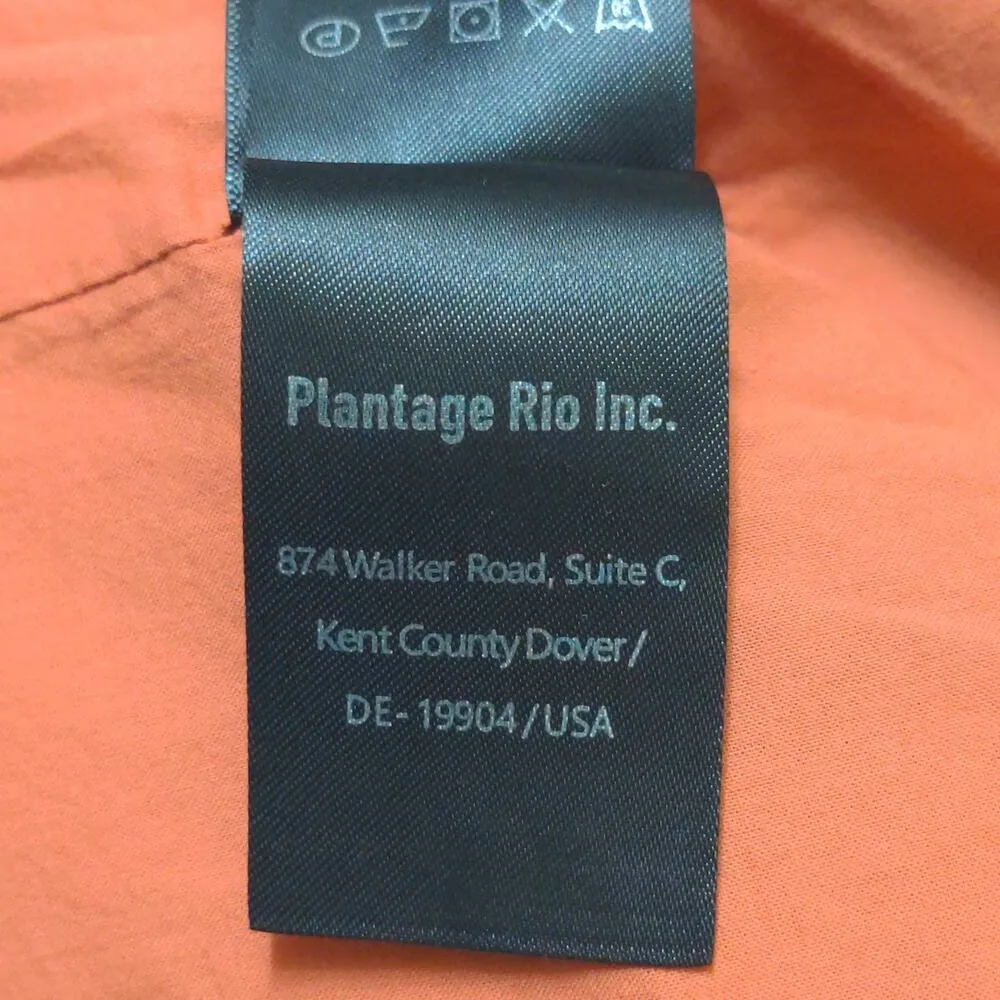 Plantage Rio Inc.
874 Walker Road, Suite C,
Kent County Dover /
DE- 19904 / USA